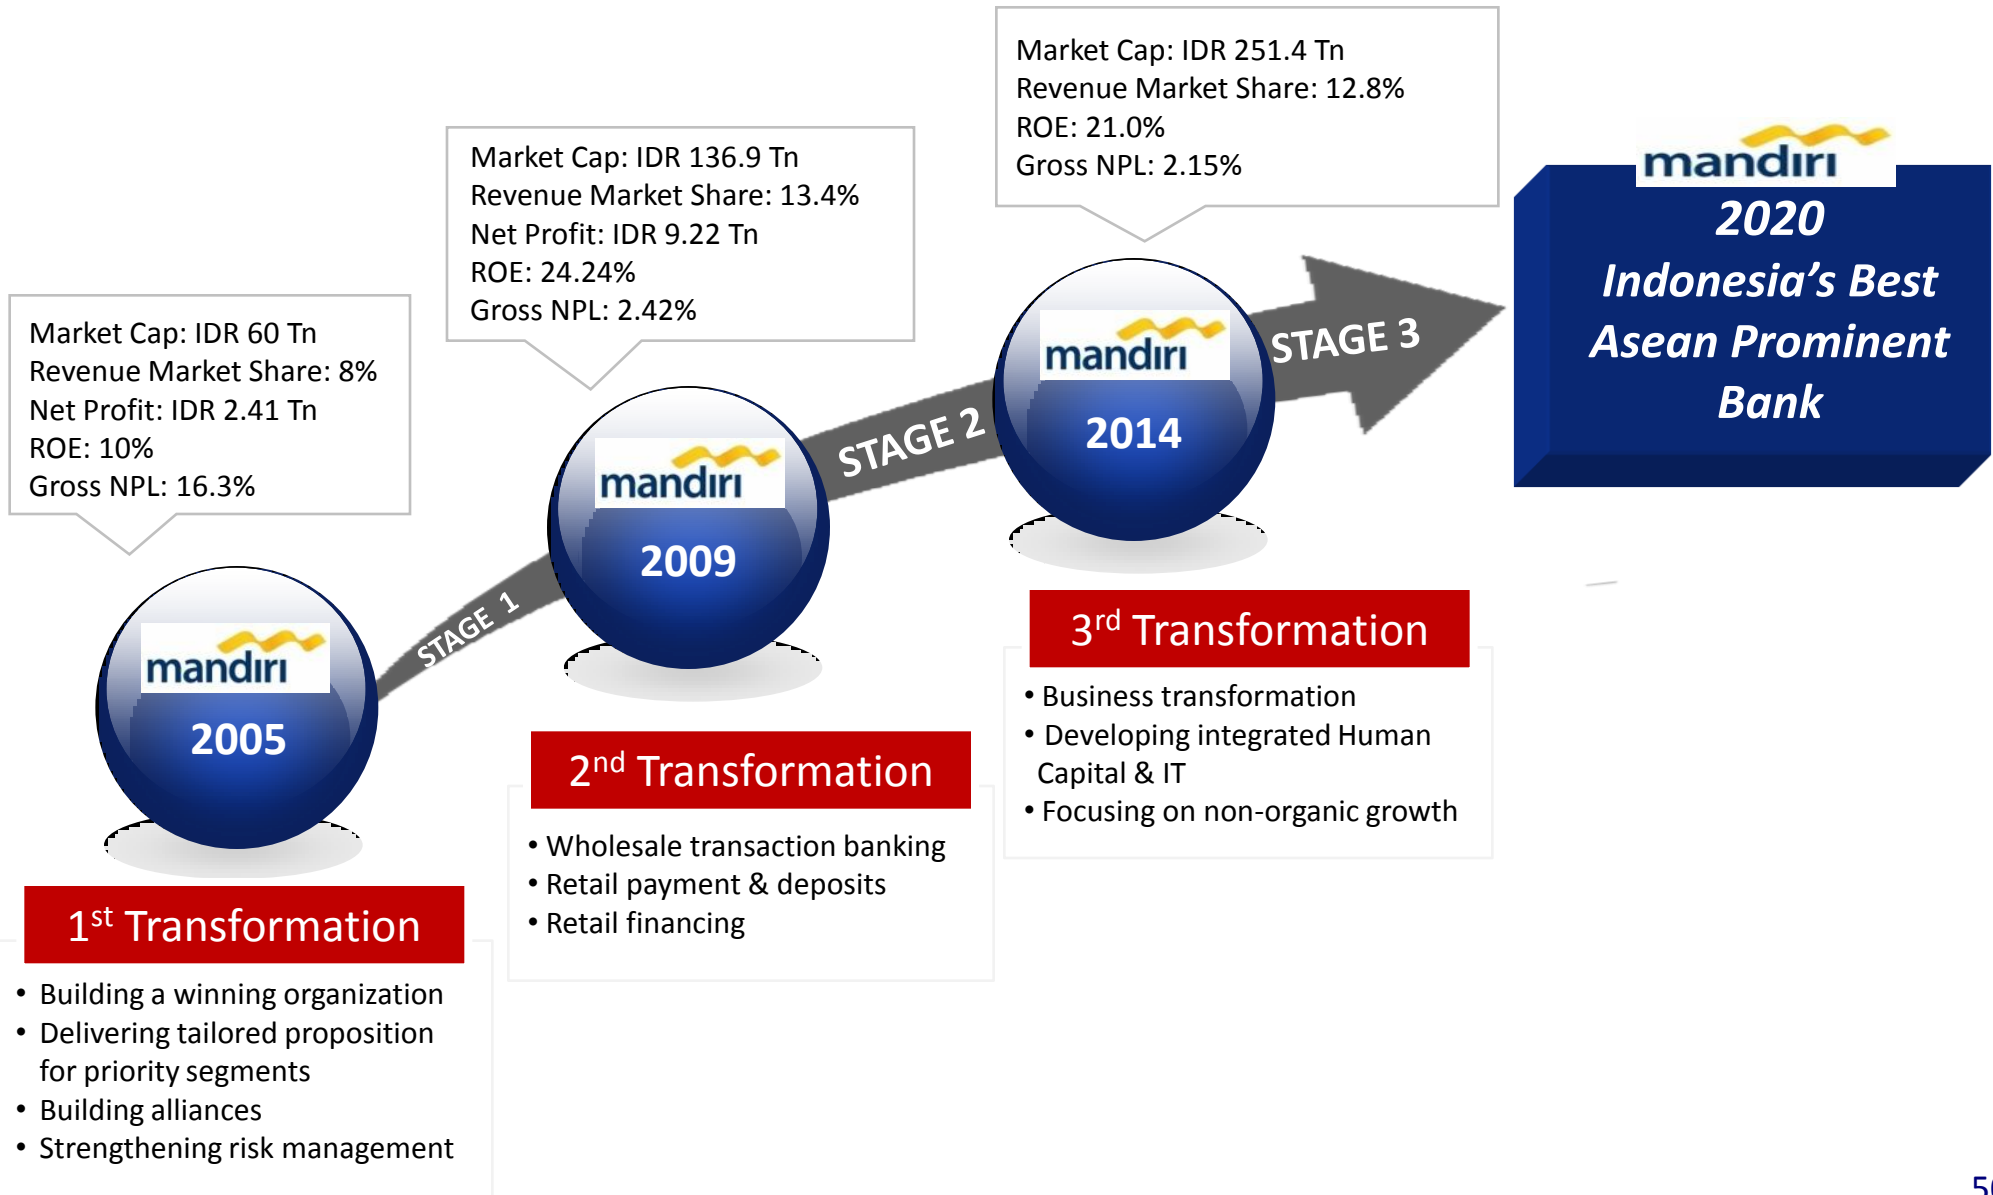 Market Cap: IDR 60 Tn
Revenue Market Share: 8%
Net Profit: IDR 2.41 Tn
ROE: 10%
Gross NPL: 16.3%
mandırı
2005
STAGE 1
1st Transformation
• Building a winning organization
• Delivering tailored proposition
for priority segments
• Building alliances
• Strengthening risk management
Market Cap: IDR 136.9 Tn
Revenue Market Share: 13.4%
Net Profit: IDR 9.22 Tn
ROE: 24.24%
Gross NPL: 2.42%
mandırı
2009
STAGE 2
2nd Transformation
• Wholesale transaction banking
• Retail payment & deposits
• Retail financing
Market Cap: IDR 251.4 Tn
Revenue Market Share: 12.8%
ROE: 21.0%
Gross NPL: 2.15%
mandırı
2014
STAGE 3
3rd Transformation
• Business transformation
• Developing integrated Human
Capital & IT
• Focusing on non-organic growth
mandırı
2020
Indonesia’s Best
Asean Prominent
Bank